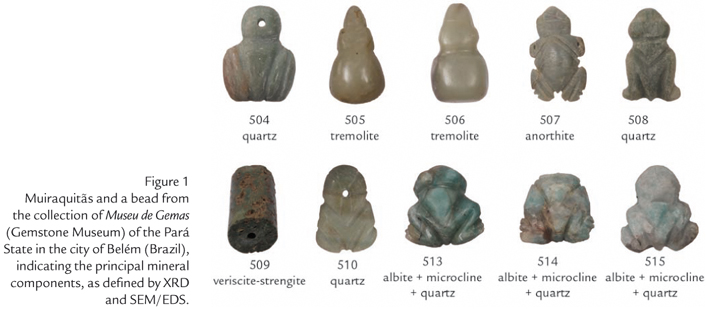 504
quartz
505
tremolite
506
tremolite
507
anorthite
508
quartz
509
veriscite-strengite
510
quartz
513
albite + microcline
+ quartz
514
albite + microcline
+ quartz
515
albite + microcline
+ quartz
Figure 1
Muiraquitãs and a bead from
the collection of Museu de Gemas
(Gemstone Museum) of the Pará
State in the city of Belém (Brazil),
indicating the principal mineral
components, as defined by XRD
and SEM/EDS.